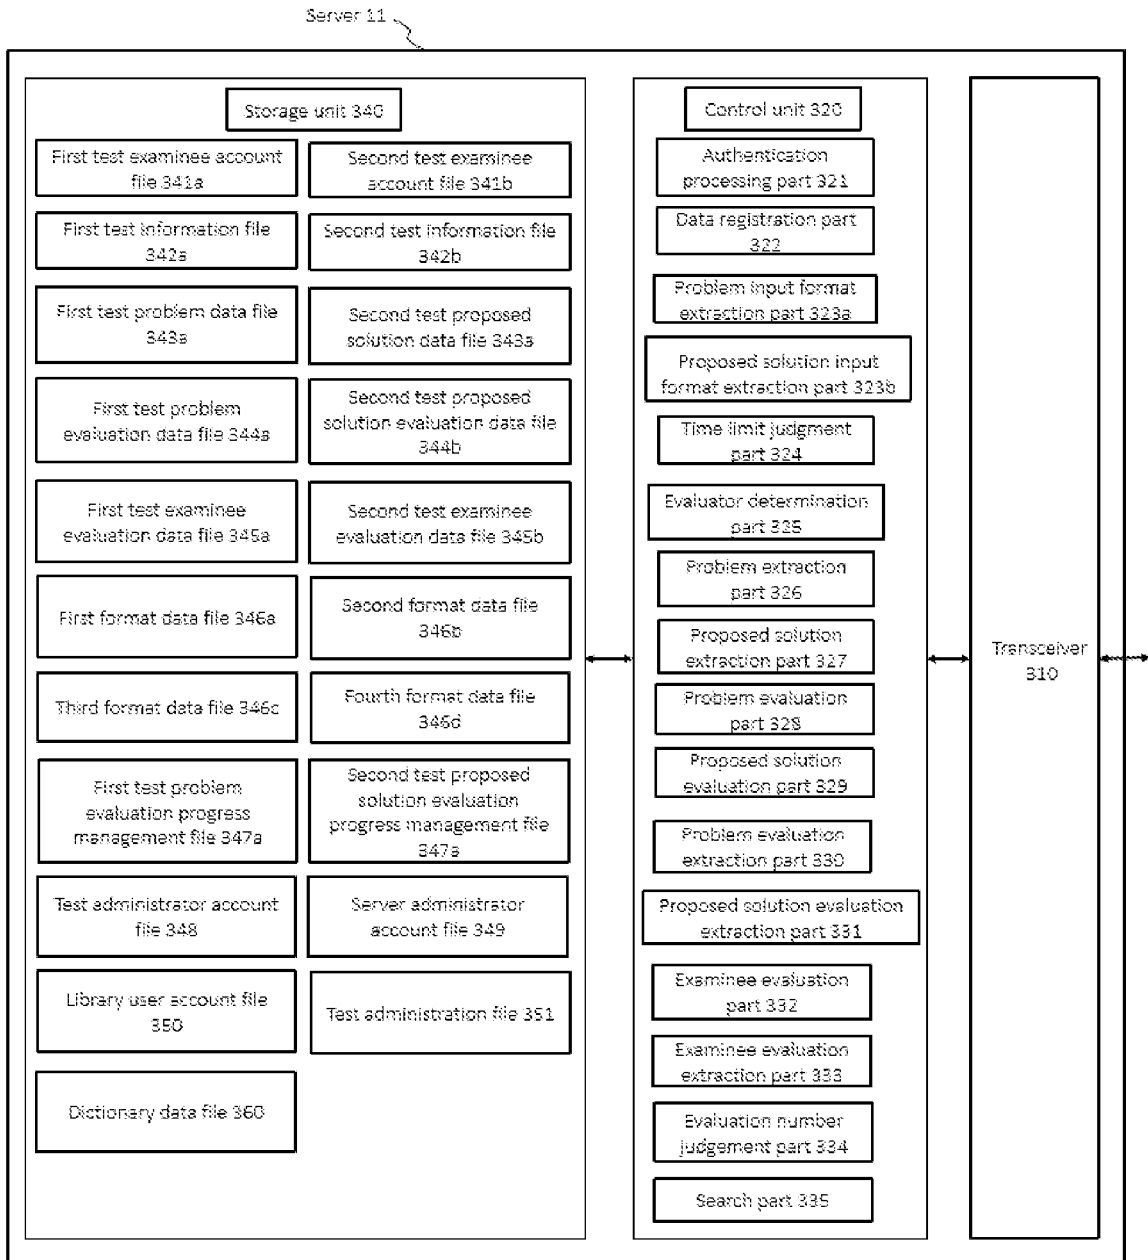 Server 11
Storage unit 340
First test examinee account
file 341a
Second test examinee
account file 341b
First test information file
342a
Second test information file
342b
First test problem data file
343a
Second test proposed
solution data file 343a
First test problem
evaluation data file 344a
Second test proposed
solution evaluation data file
344b
First test examinee
evaluation data file 345a
Second test examinee
evaluation data file 345b
First format data file 346a
Second format data file
346b
Third format data file 346c
Fourth format data file
346d
First test problem
evaluation progress
management file 347a
Second test proposed
solution evaluation
progress management file
347a
Test administrator account
file 348
Server administrator
account file 349
Library user account file
350
Test administration file 351
Dictionary data file 360
Control unit 320
Authentication
processing part 321
Data registration part
322
Problem input format
extraction part 323a
Proposed solution input
format extraction part 323b
Time limit judgment
part 324
Evaluator determination
part 325
Problem extraction part
326
Proposed solution
extraction part 327
Problem evaluation
part 328
Proposed solution
evaluation part 329
Problem evaluation
extraction part 330
Proposed solution evaluation
extraction part 331
Examinee evaluation
part 332
Examinee evaluation
extraction part 333
Evaluation number
judgement part 334
Search part 335
Transceiver
310